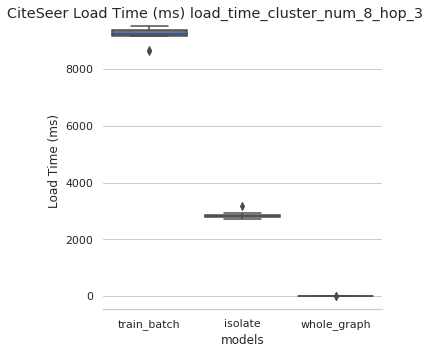 CiteSeer Load Time (ms) load_time_cluster_num_8_hop_3
8000
6000
4000
2000
0
Load Time (ms)
train_batch isolate whole_graph
models